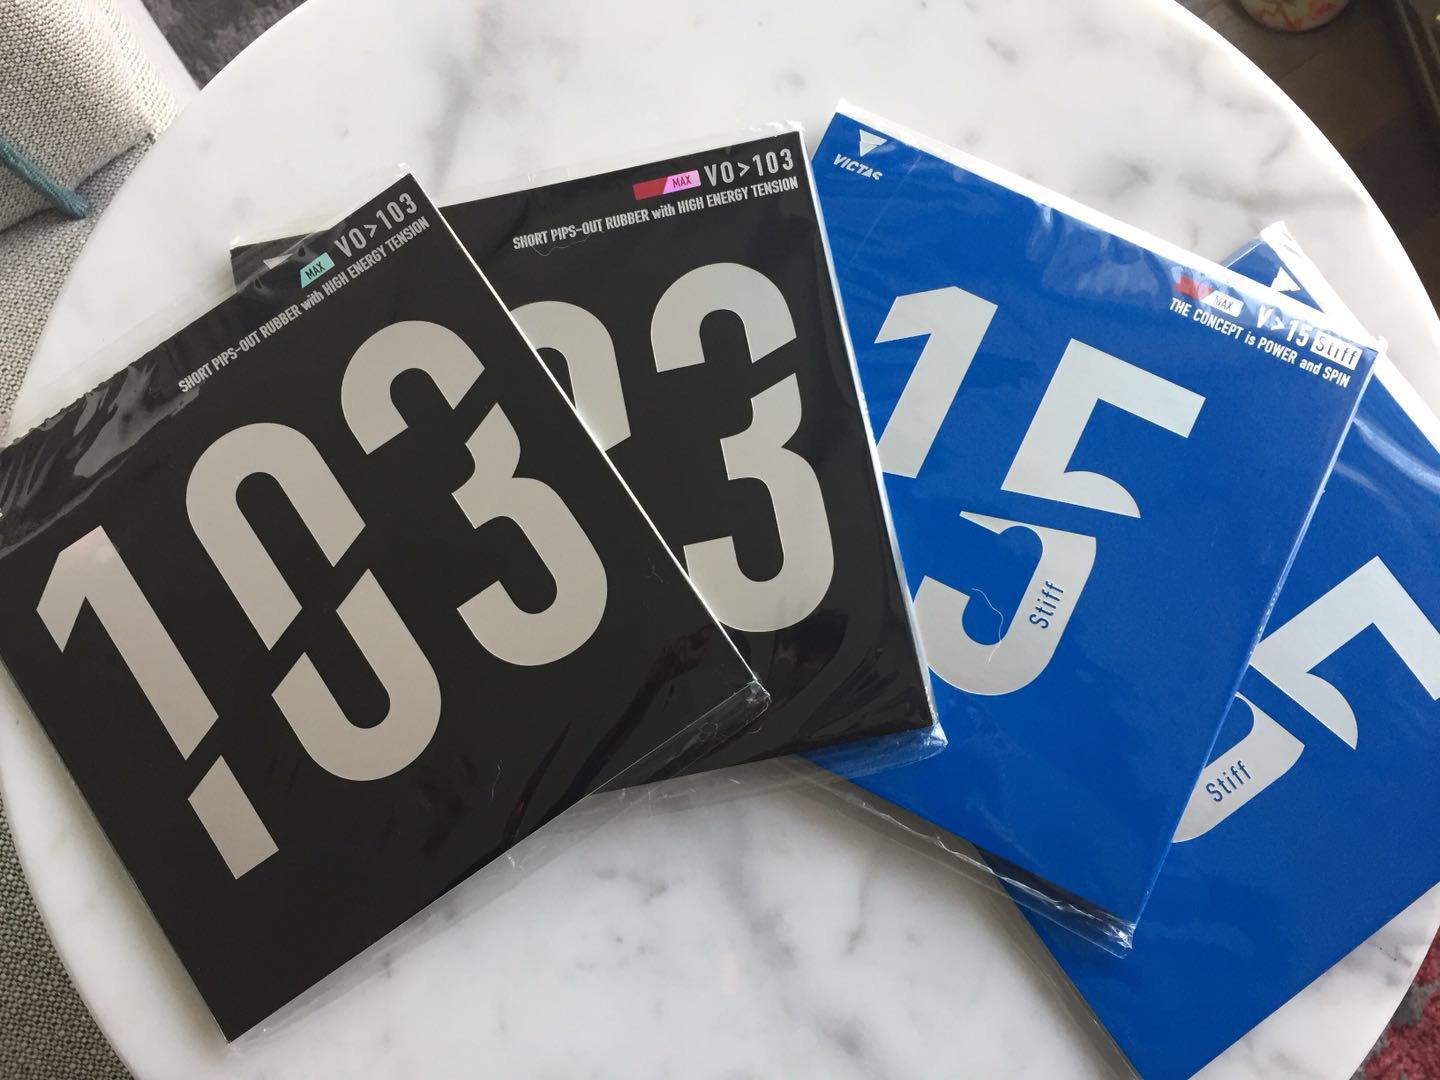 MAX VO>103
SHORT PIPS-OUT RUBBER with HIGH ENERGY TENSION
103
MAX VO>103
SHORT PIPS-OUT RUBBER with HIGH ENERGY TENSION
3
VICTAS
MAX V>15 Stiff
THE CONCEPT is POWER and SPIN
15
Stiff
5
Stiff